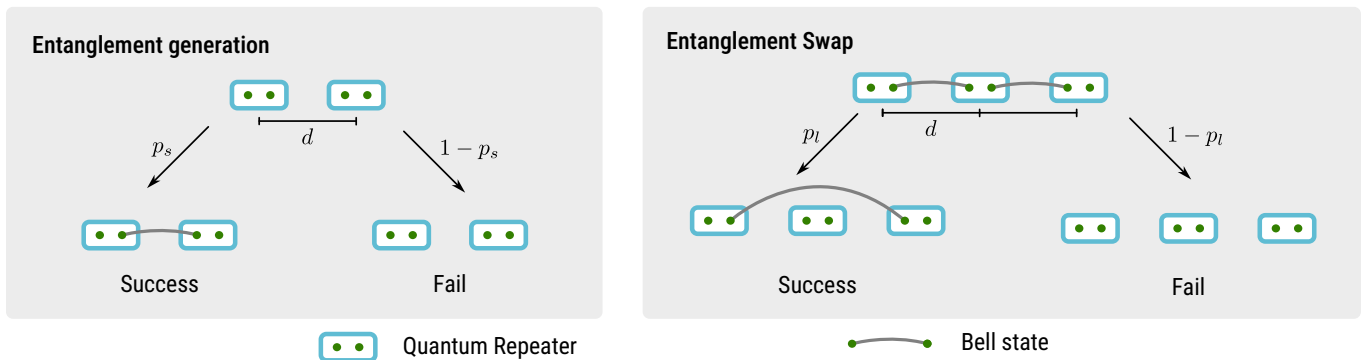 Entanglement generation
d
p_s
1 − p_s
Success
Fail
Entanglement Swap
d
p_l
1 − p_l
Success
Fail
Quantum Repeater
Bell state